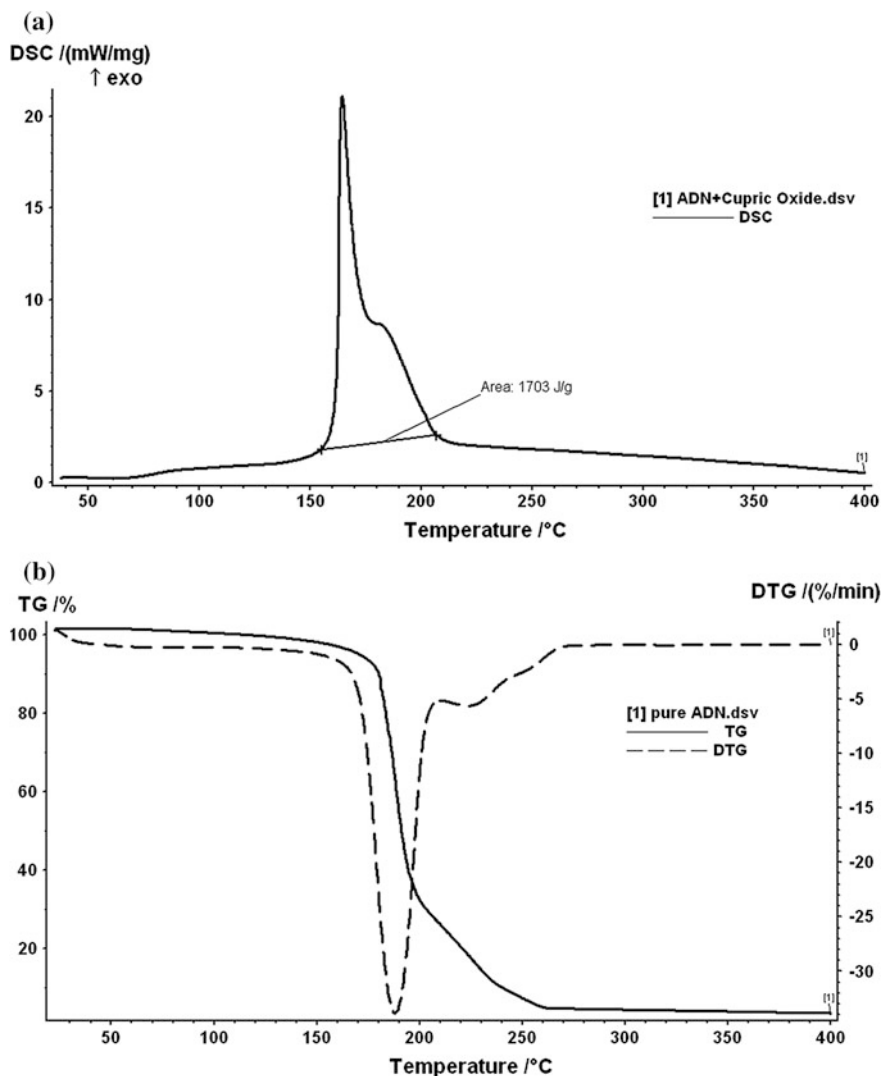 (a)
DSC /(mW/mg)
↑ exo
20
15
10
5
0
[1] ADN+Cupric Oxide.dsv
DSC
Area: 1703 J/g
[1]
50 100 150 200 250 300 350 400
Temperature /°C
(b)
TG /% DTG /(%/min)
100
80
60
40
20
[1]
0
-5
-10
-15
-20
-25
-30
[1] pure ADN.dsv
TG
DTG
[1]
50 100 150 200 250 300 350 400
Temperature /°C